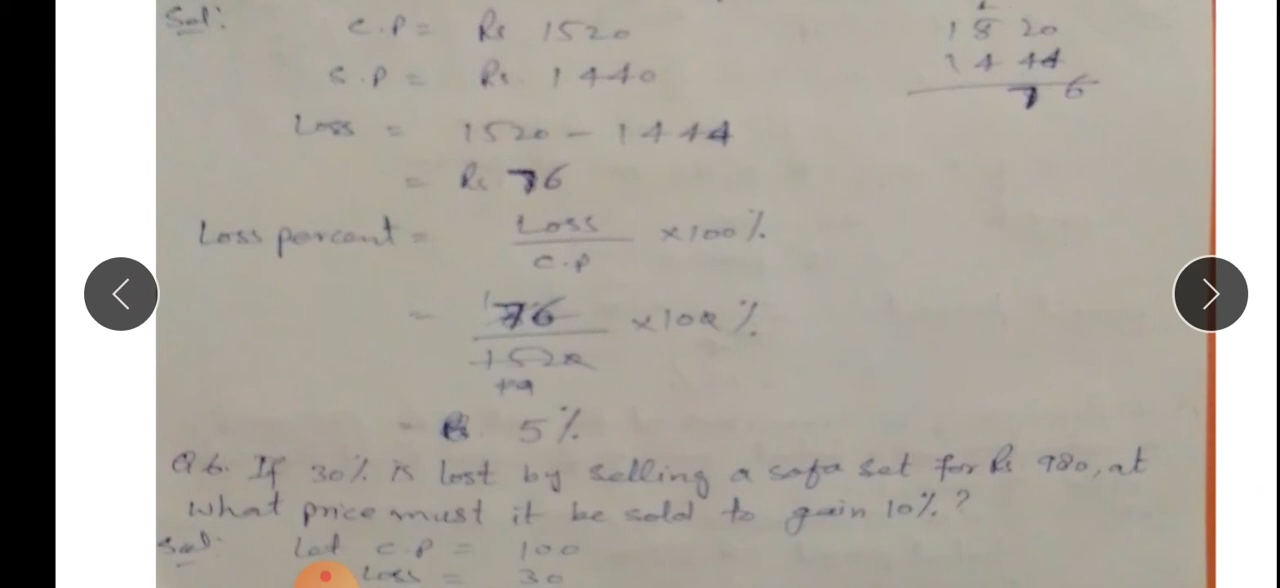 Sol:
C.P = Rs 1520
S.P = Rs 1440
Loss = 1520 - 1444
= Rs 76
1520
1444
76
Loss percent = Loss/C.P ×100%
= 76/1520 ×100%
= 5%
Q6. If 30% is lost by selling a sofa set for Rs 980, at
what price must it be sold to gain 10%?
Sol. Let C.P = 100
Loss = 30